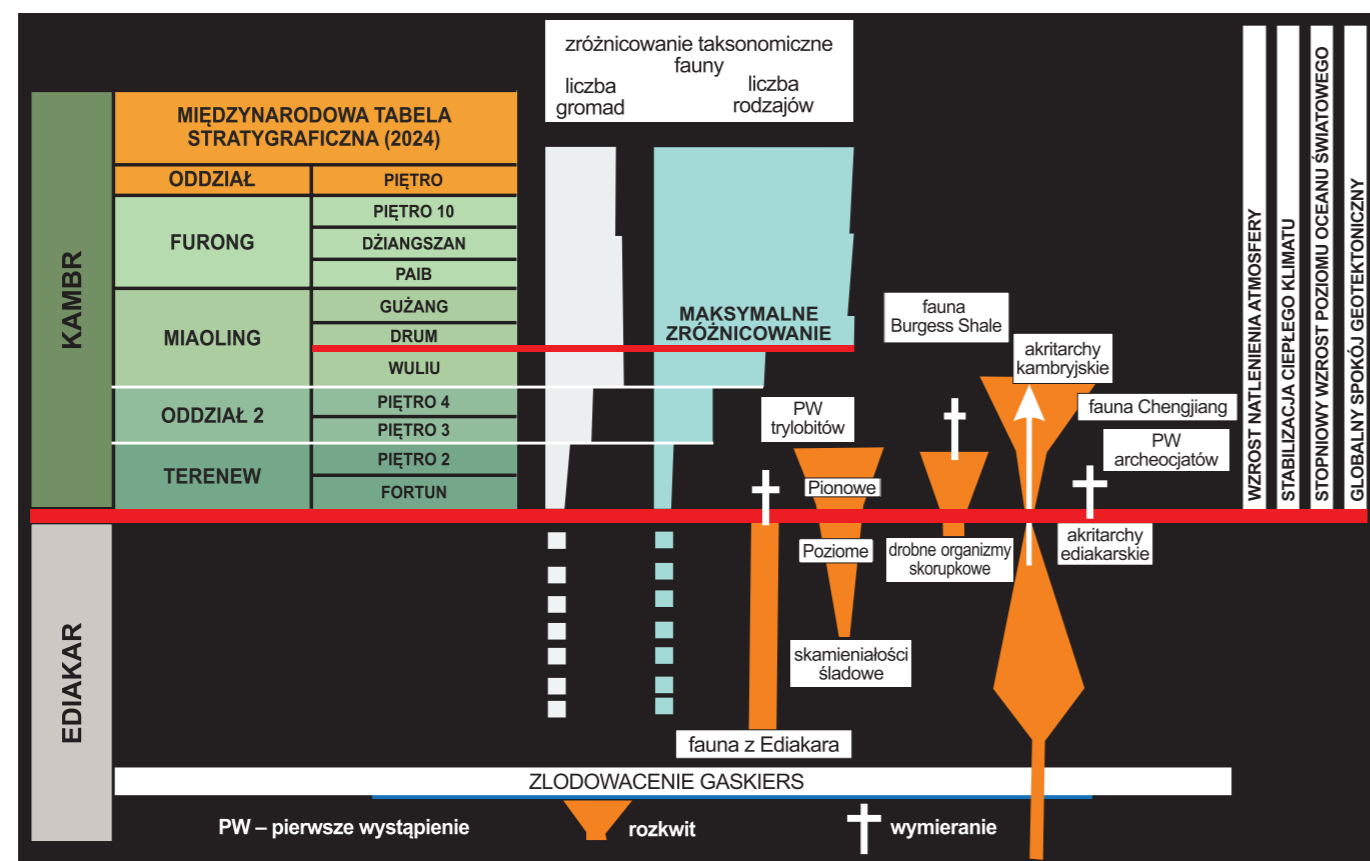 zróżnicowanie taksonomiczne
fauny
liczba
gromad
liczba
rodzajów
MIĘDZYNARODOWA TABELA
STRATYGRAFICZNA (2024)
ODDZIAŁ
PIĘTRO
KAMBR
FURONG
PIĘTRO 10
DŻIANGSZAN
PAIB
MIAOLING
GUŻANG
DRUM
WULIU
ODDZIAŁ 2
PIĘTRO 4
PIĘTRO 3
TERENEW
PIĘTRO 2
FORTUN
MAKSYMALNE
ZRÓŻNICOWANIE
fauna
Burgess Shale
akritarchy
kambryjskie
PW
trylobitów
fauna Chengjiang
PW
archeocjatów
Pionowe
Poziome
drobne organizmy
skorupkowe
akritarchy
ediakarskie
skamieniałości
śladowe
fauna z Ediakara
WZROST NATLENIENIA ATMOSFERY
STABILIZACJA CIEPŁEGO KLIMATU
STOPNIOWY WZROST POZIOMU OCEANU ŚWIATOWEGO
GLOBALNY SPOKÓJ GEOTEKTONICZNY
EDIAKAR
ZLODOWACENIE GASKIERS
PW – pierwsze wystąpienie
rozkwit
wymieranie